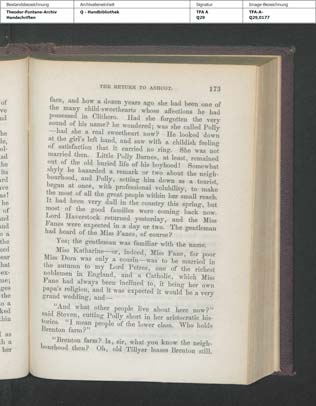 Bestandsbezeichnung
Theodor-Fontane-Archiv
Handschriften
Archivalieneinheit
Q - Handbibliothek
Signatur
TFA A
Q29
Image-Bezeichnung
TFA-A-
Q29,0177
THE RETURN TO ASHCOT.
173
face, and how a dozen years ago she had been one of
the many child-sweethearts whose affections he had
possessed in Clithero. Had she forgotten the very
sound of his name? he wondered; was she called Polly
—had she a real sweetheart now? He looked down
at the girl's left hand, and saw with a childish feeling
of satisfaction that it carried no ring. She was not
married then. Little Polly Barnes, at least, remained
out of the old buried life of his boyhood! Somewhat
shyly he hazarded a remark or two about the neigh-
bourhood, and Polly, setting him down as a tourist,
began at once, with professional volubility, to make
the most of all the great people within her small reach.
It had been very dull in the country this spring, but
most of the good families were coming back now.
Lord Haverstock returned yesterday, and the Miss
Fanes were expected in a day or two. The gentleman
had heard of the Miss Fanes, of course?
Yes; the gentleman was familiar with the name.
Miss Katharine—or, indeed, Miss Fane, for poor
Miss Dora was only a cousin—was to be married in
the autumn to my Lord Petres, one of the richest
noblemen in England, and a Catholic, which Miss
Fane had always been inclined to, it being her own
papa's religion, and it was expected it would be a very
grand wedding, and—
"And what other people live about here now?"
said Steven, cutting Polly short in her aristocratic his-
tories. "I mean people of the lower class. Who holds
Brenton farm?"
"Brenton farm? la, sir, what you know the neigh-
bourhood then? Oh, old Tillyer leases Brenton still.